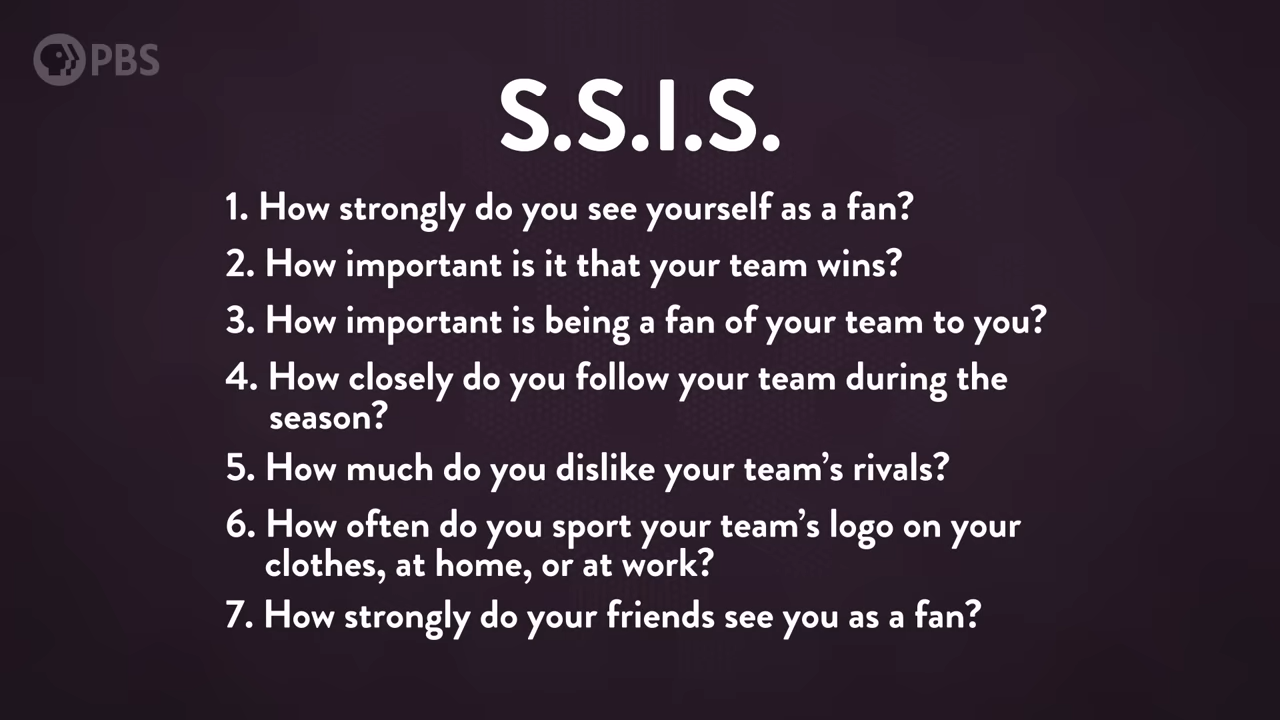 PBS
S.S.I.S.
1. How strongly do you see yourself as a fan?
2. How important is it that your team wins?
3. How important is being a fan of your team to you?
4. How closely do you follow your team during the
season?
5. How much do you dislike your team’s rivals?
6. How often do you sport your team’s logo on your
clothes, at home, or at work?
7. How strongly do your friends see you as a fan?